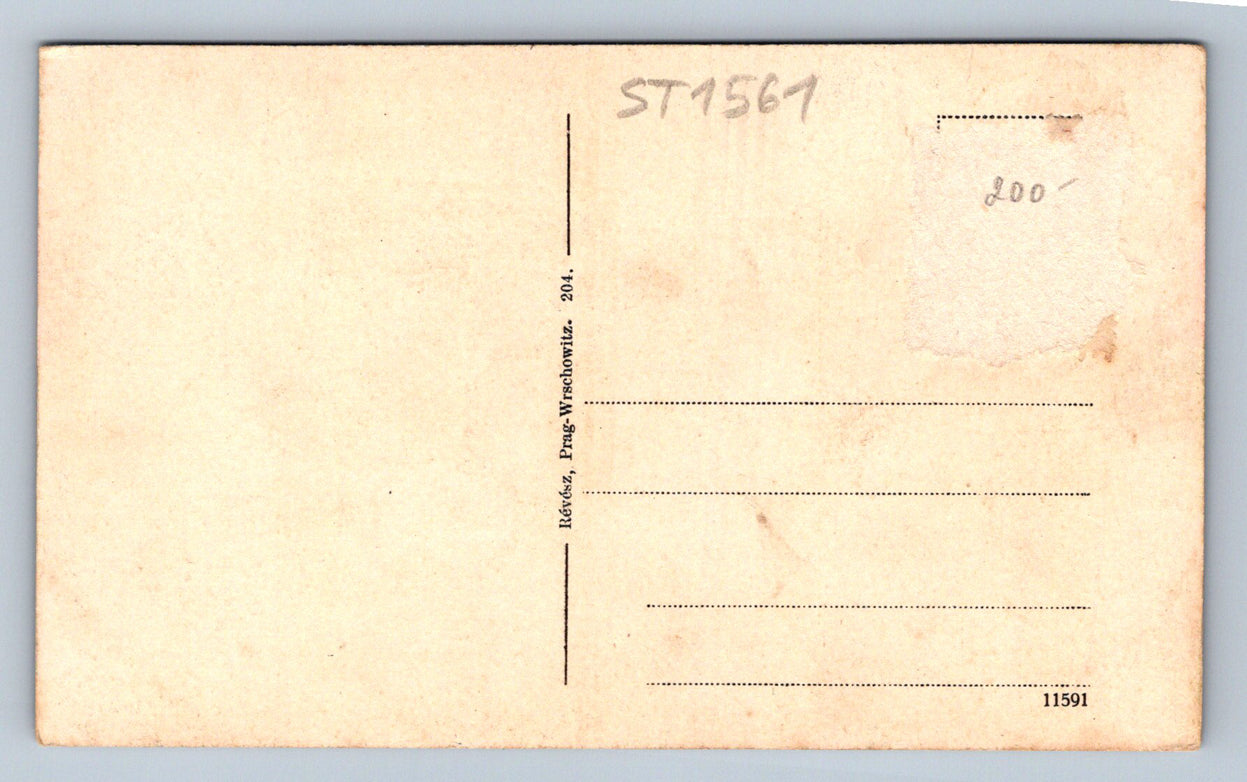 ST1561
200-
Révész, Prag-Wrschowitz. 204.
11591